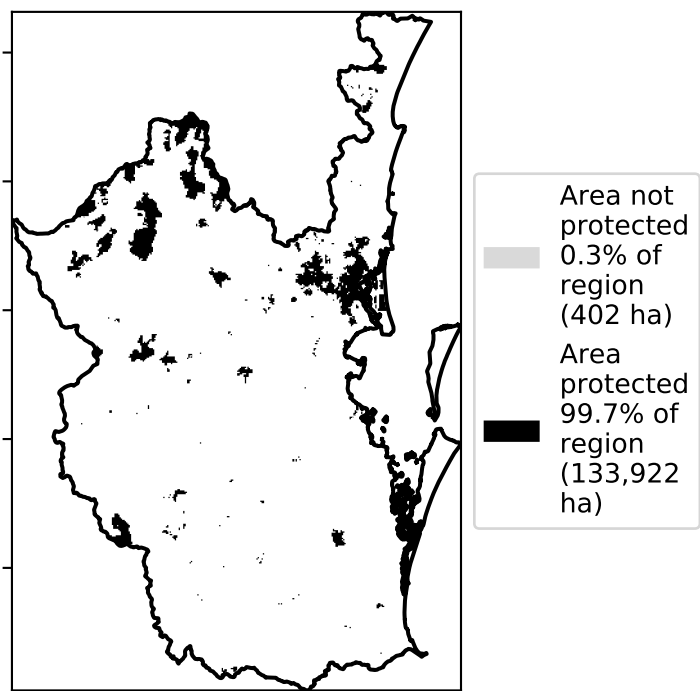 Area not
protected
0.3% of
region
(402 ha)
Area
protected
99.7% of
region
(133,922
ha)